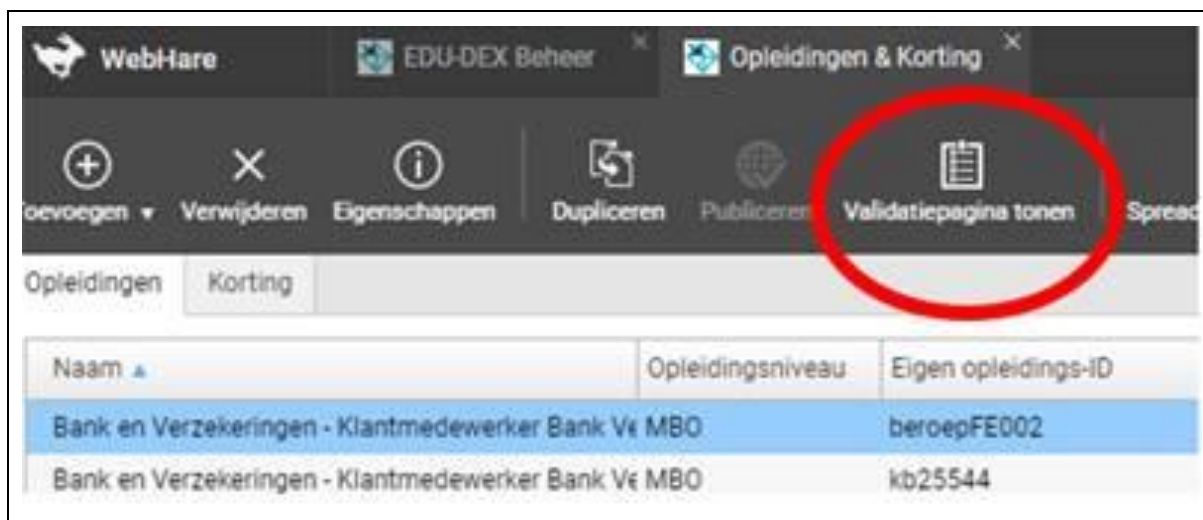 WebHare EDU-DEX Beheer Opleidingen & Korting
oevoegen Verwijderen Eigenschappen Dupliceren Publiceren Validatiepagina tonen Spread
Opleidingen Korting
Naam Opleidingsniveau Eigen opleidings-ID
Bank en Verzekeringen - Klantmedewerker Bank Ve MBO beroepFE002
Bank en Verzekeringen - Klantmedewerker Bank Ve MBO kb25544